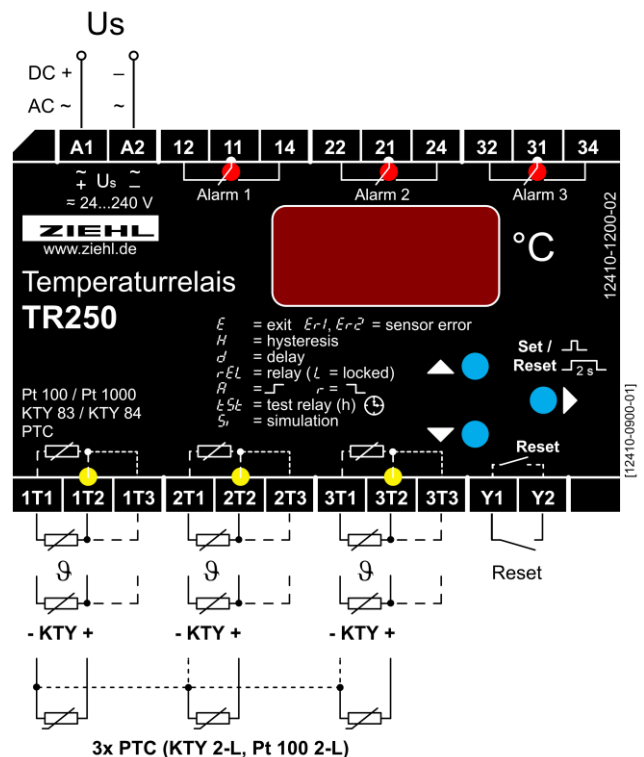 Us
DC + –
AC ~ ~
A1 A2 12 11 14 22 21 24 32 31 34
~ ~
+ Us –
≂ 24...240 V
Alarm 1 Alarm 2 Alarm 3
ZIEHL
www.ziehl.de
°C
12410-1200-02
Temperaturrelais
TR250
E = exit Er1, Er2 = sensor error
H = hysteresis
d = delay
rEL = relay (L = locked)
A = r =
tSt = test relay (h)
Si = simulation
Set /
Reset 2 s
Pt 100 / Pt 1000
KTY 83 / KTY 84
PTC
Reset
[12410-0900-01]
1T1 1T2 1T3 2T1 2T2 2T3 3T1 3T2 3T3 Y1 Y2
ϑ ϑ ϑ
Reset
- KTY + - KTY + - KTY +
3x PTC (KTY 2-L, Pt 100 2-L)